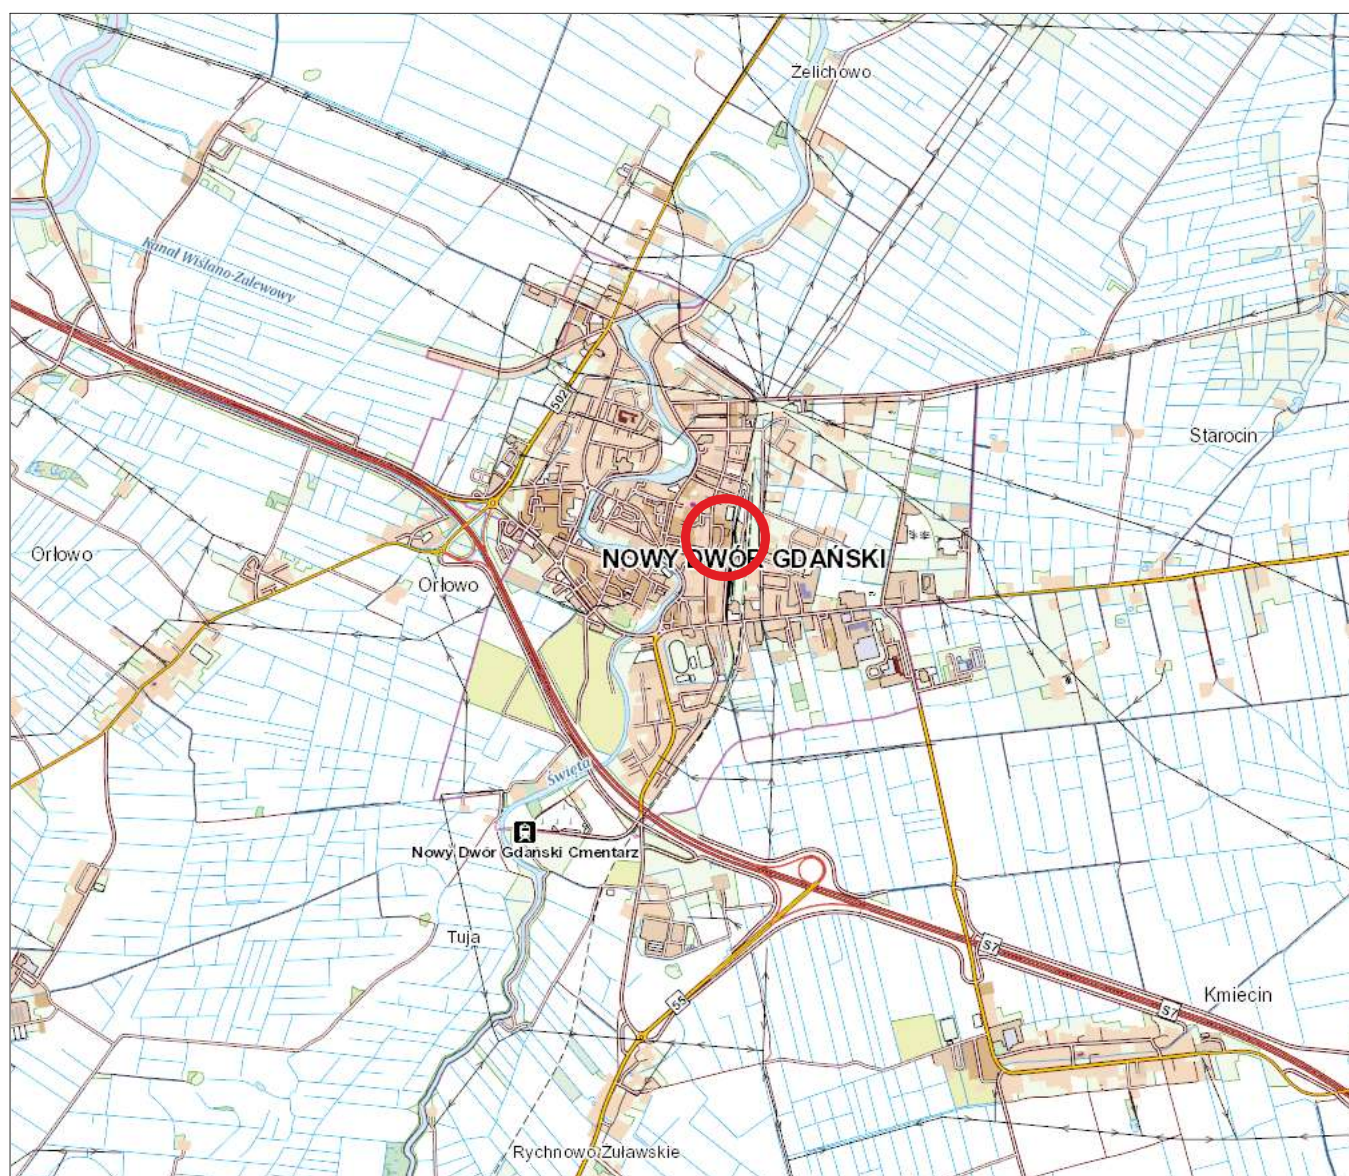 Żelichowo
Kanał Wiślano-Zalewowy
502
Starocin
Orłowo
NOWY DWÓR GDAŃSKI
Orłowo
Święta
Nowy Dwór Gdański Cmentarz
Tuja
S7
Kmiecin
55
S7
Rychnowo Żuławskie